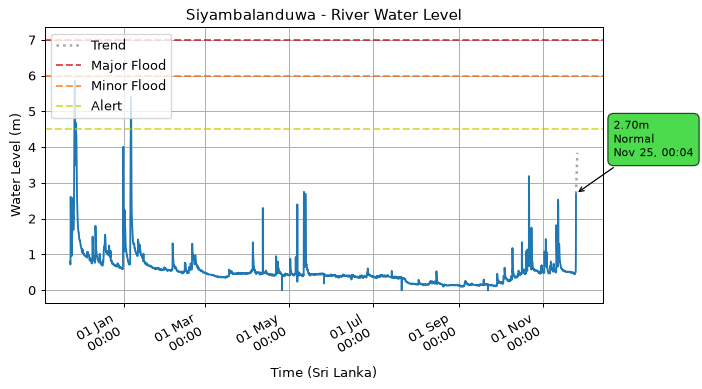 Siyambalanduwa - River Water Level
Trend
Major Flood
Minor Flood
Alert
2.70m
Normal
Nov 25, 00:04
Water Level (m)
7
6
5
4
3
2
1
0
01 Jan
00:00
01 Mar
00:00
01 May
00:00
01 Jul
00:00
01 Sep
00:00
01 Nov
00:00
Time (Sri Lanka)